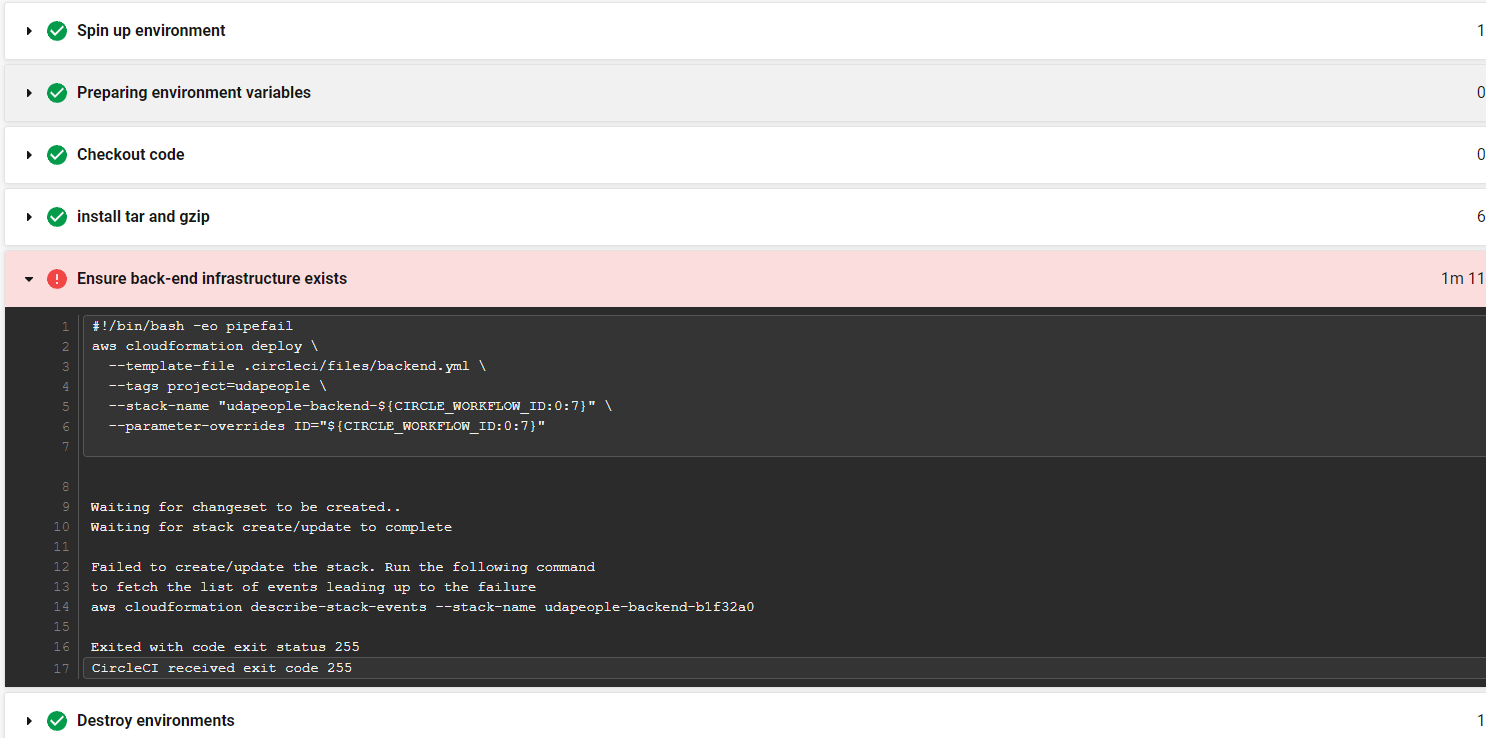 Spin up environment 1
Preparing environment variables 0
Checkout code 0
install tar and gzip 6
Ensure back-end infrastructure exists 1m 11
1 #!/bin/bash -eo pipefail
2 aws cloudformation deploy \
3 --template-file .circleci/files/backend.yml \
4 --tags project=udapeople \
5 --stack-name "udapeople-backend-${CIRCLE_WORKFLOW_ID:0:7}" \
6 --parameter-overrides ID="${CIRCLE_WORKFLOW_ID:0:7}"
7
8
9 Waiting for changeset to be created..
10 Waiting for stack create/update to complete
11
12 Failed to create/update the stack. Run the following command
13 to fetch the list of events leading up to the failure
14 aws cloudformation describe-stack-events --stack-name udapeople-backend-b1f32a0
15
16 Exited with code exit status 255
17 CircleCI received exit code 255
Destroy environments 1